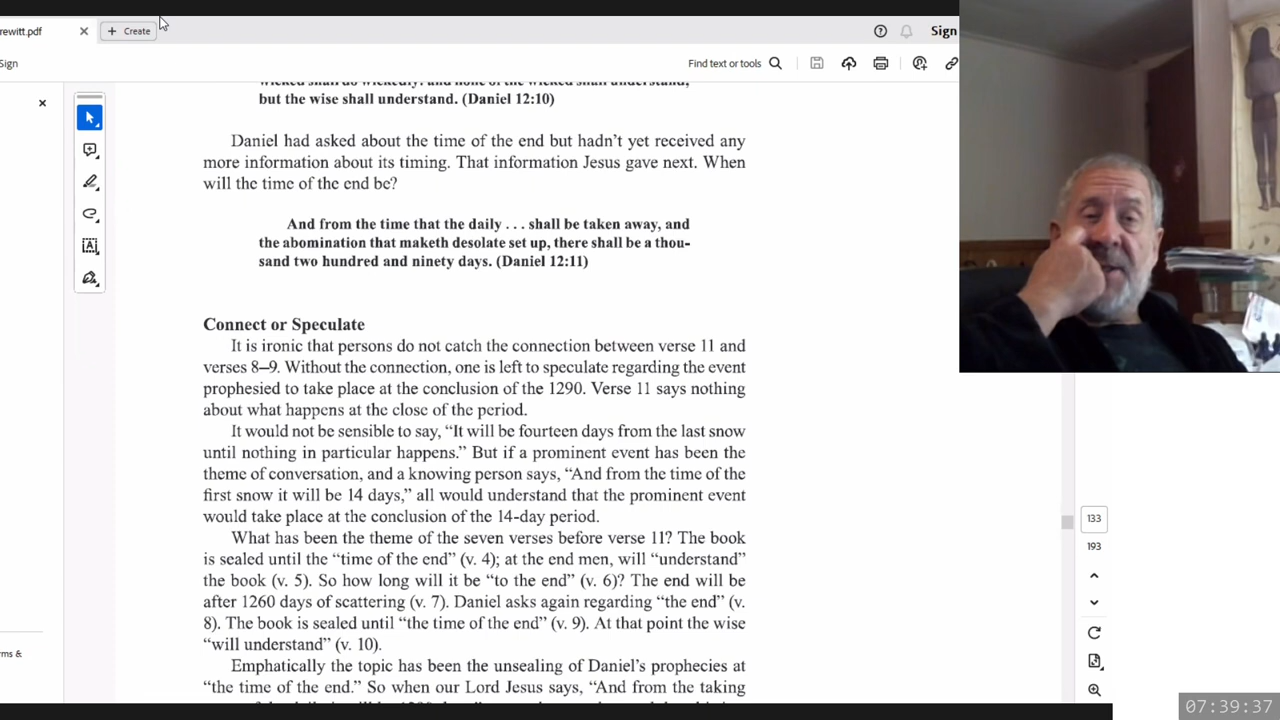 rewitt.pdf
Create
Sign
Sign
Find text or tools
wicked shall do wickedly: and none of the wicked shall understand;
but the wise shall understand. (Daniel 12:10)
Daniel had asked about the time of the end but hadn’t yet received any
more information about its timing. That information Jesus gave next. When
will the time of the end be?
And from the time that the daily . . . shall be taken away, and
the abomination that maketh desolate set up, there shall be a thou-
sand two hundred and ninety days. (Daniel 12:11)
Connect or Speculate
It is ironic that persons do not catch the connection between verse 11 and
verses 8–9. Without the connection, one is left to speculate regarding the event
prophesied to take place at the conclusion of the 1290. Verse 11 says nothing
about what happens at the close of the period.
It would not be sensible to say, “It will be fourteen days from the last snow
until nothing in particular happens.” But if a prominent event has been the
theme of conversation, and a knowing person says, “And from the time of the
first snow it will be 14 days,” all would understand that the prominent event
would take place at the conclusion of the 14-day period.
What has been the theme of the seven verses before verse 11? The book
is sealed until the “time of the end” (v. 4); at the end men, will “understand”
the book (v. 5). So how long will it be “to the end” (v. 6)? The end will be
after 1260 days of scattering (v. 7). Daniel asks again regarding “the end” (v.
8). The book is sealed until “the time of the end” (v. 9). At that point the wise
“will understand” (v. 10).
Emphatically the topic has been the unsealing of Daniel’s prophecies at
“the time of the end.” So when our Lord Jesus says, “And from the taking
133
193
rms &
07:39:37